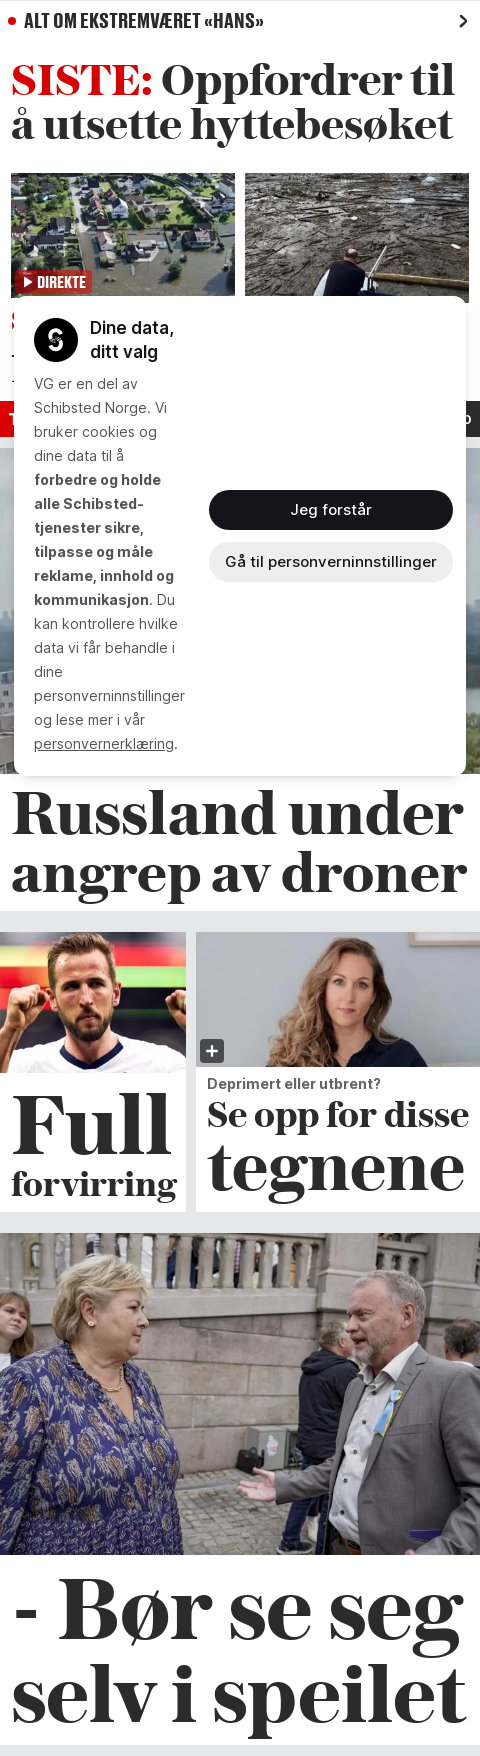 ALT OM EKSTREMVÆRET «HANS»
SISTE: Oppfordrer til
å utsette hyttebesøket
DIREKTE
Dine data,
ditt valg
VG er en del av
Schibsted Norge. Vi
bruker cookies og
dine data til å
forbedre og holde
alle Schibsted-
tjenester sikre,
tilpasse og måle
reklame, innhold og
kommunikasjon. Du
kan kontrollere hvilke
data vi får behandle i
dine
personverninnstillinger
og lese mer i vår
personvernerklæring.
Jeg forstår
Gå til personverninnstillinger
Russland under
angrep av droner
Full
forvirring
Deprimert eller utbrent?
Se opp for disse
tegnene
- Bør se seg
selv i speilet